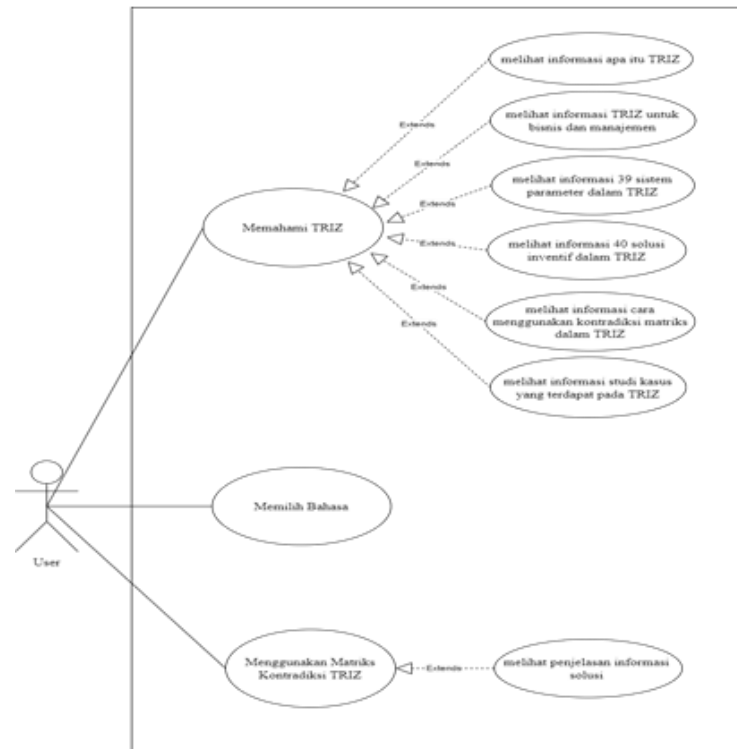 melihat informasi apa itu TRIZ
Extends
melihat informasi TRIZ untuk
bisnis dan manajemen
Extends
melihat informasi 39 sistem
parameter dalam TRIZ
Extends
Memahami TRIZ
melihat informasi 40 solusi
inventif dalam TRIZ
Extends
melihat informasi cara
menggunakan kontradiksi matriks
dalam TRIZ
Extends
melihat informasi studi kasus
yang terdapat pada TRIZ
Extends
Memilih Bahasa
User
Menggunakan Matriks
Kontradiksi TRIZ
Extends
melihat penjelasan informasi
solusi